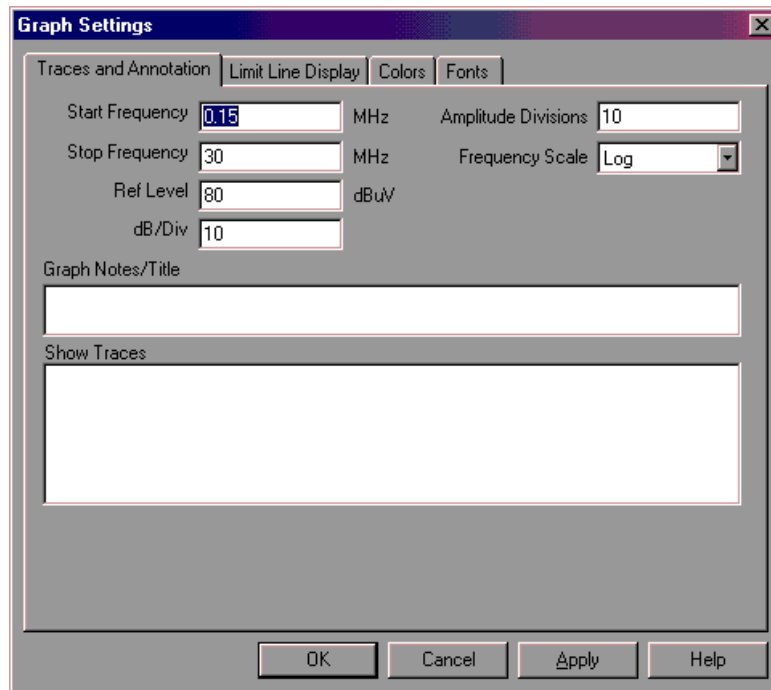 Graph Settings
Traces and Annotation Limit Line Display Colors Fonts
Start Frequency 0.15 MHz Amplitude Divisions 10
Stop Frequency 30 MHz Frequency Scale Log
Ref Level 80 dBuV
dB/Div 10
Graph Notes/Title
Show Traces
OK Cancel Apply Help